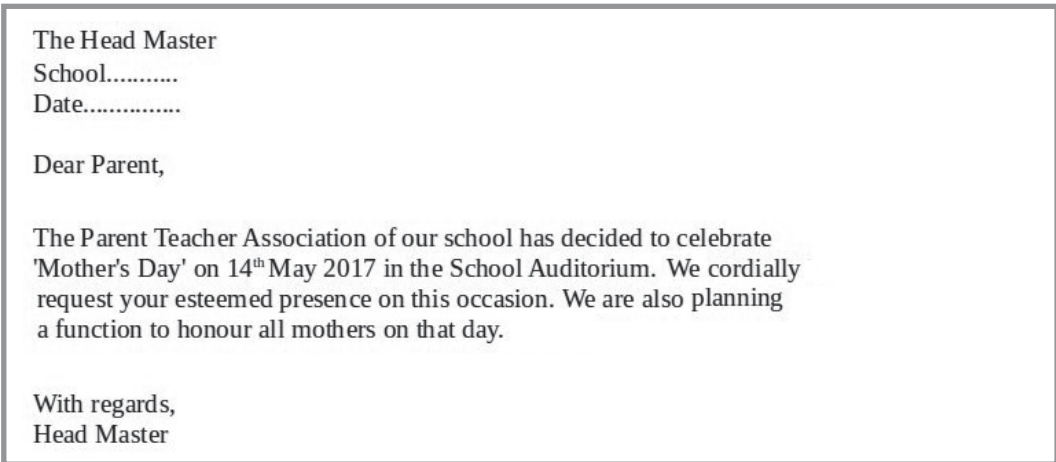 The Head Master
School...........
Date...............
Dear Parent,
The Parent Teacher Association of our school has decided to celebrate
'Mother's Day' on 14th May 2017 in the School Auditorium. We cordially
request your esteemed presence on this occasion. We are also planning
a function to honour all mothers on that day.
With regards,
Head Master